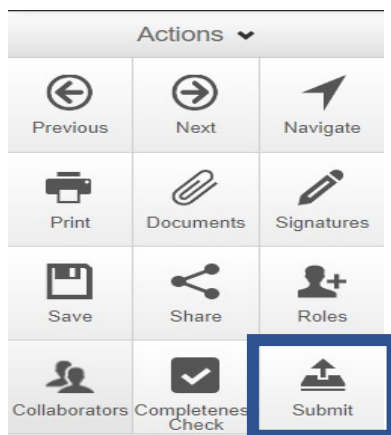 Actions
Previous Next Navigate
Print Documents Signatures
Save Share Roles
Collaborators Completenes Submit
Check